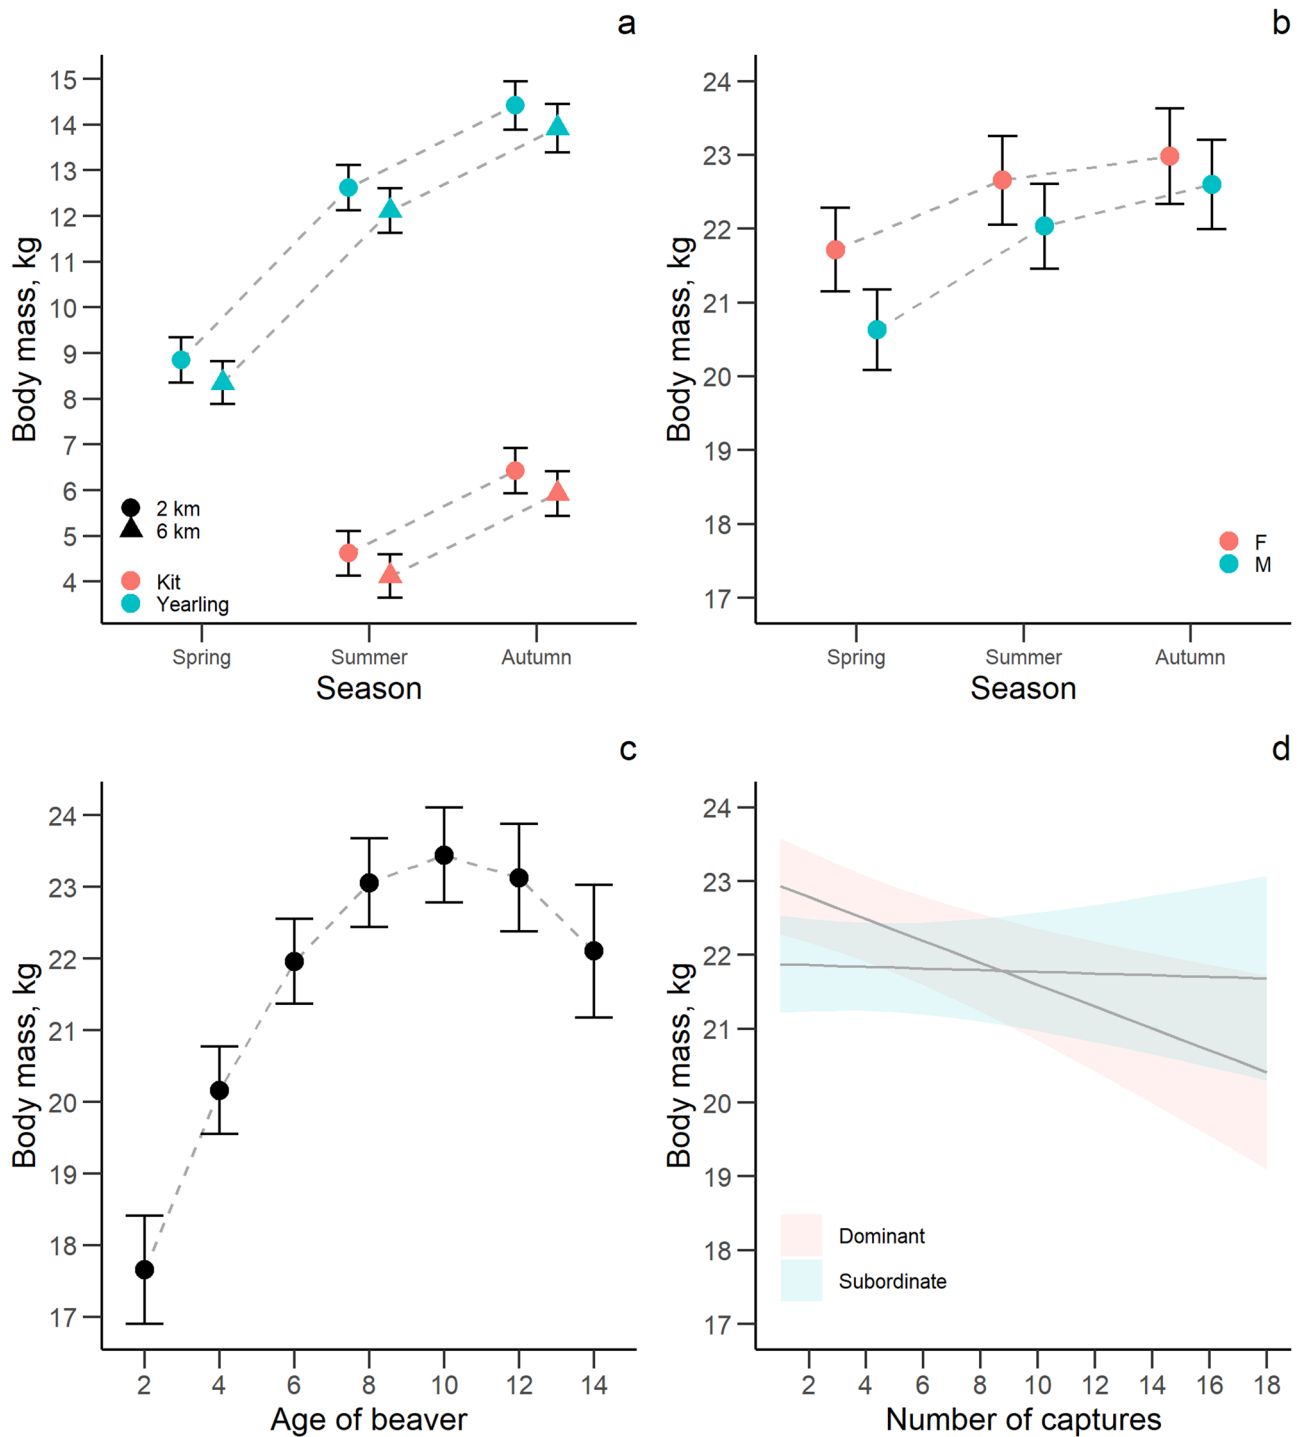 a
15
14
13
12
11
10
9
8
7
6
5
4
Body mass, kg
2 km
6 km
Kit
Yearling
Spring Summer Autumn
Season
b
24
23
22
21
20
19
18
17
Body mass, kg
F
M
Spring Summer Autumn
Season
c
24
23
22
21
20
19
18
17
Body mass, kg
2 4 6 8 10 12 14
Age of beaver
d
24
23
22
21
20
19
18
17
Body mass, kg
Dominant
Subordinate
2 4 6 8 10 12 14 16 18
Number of captures